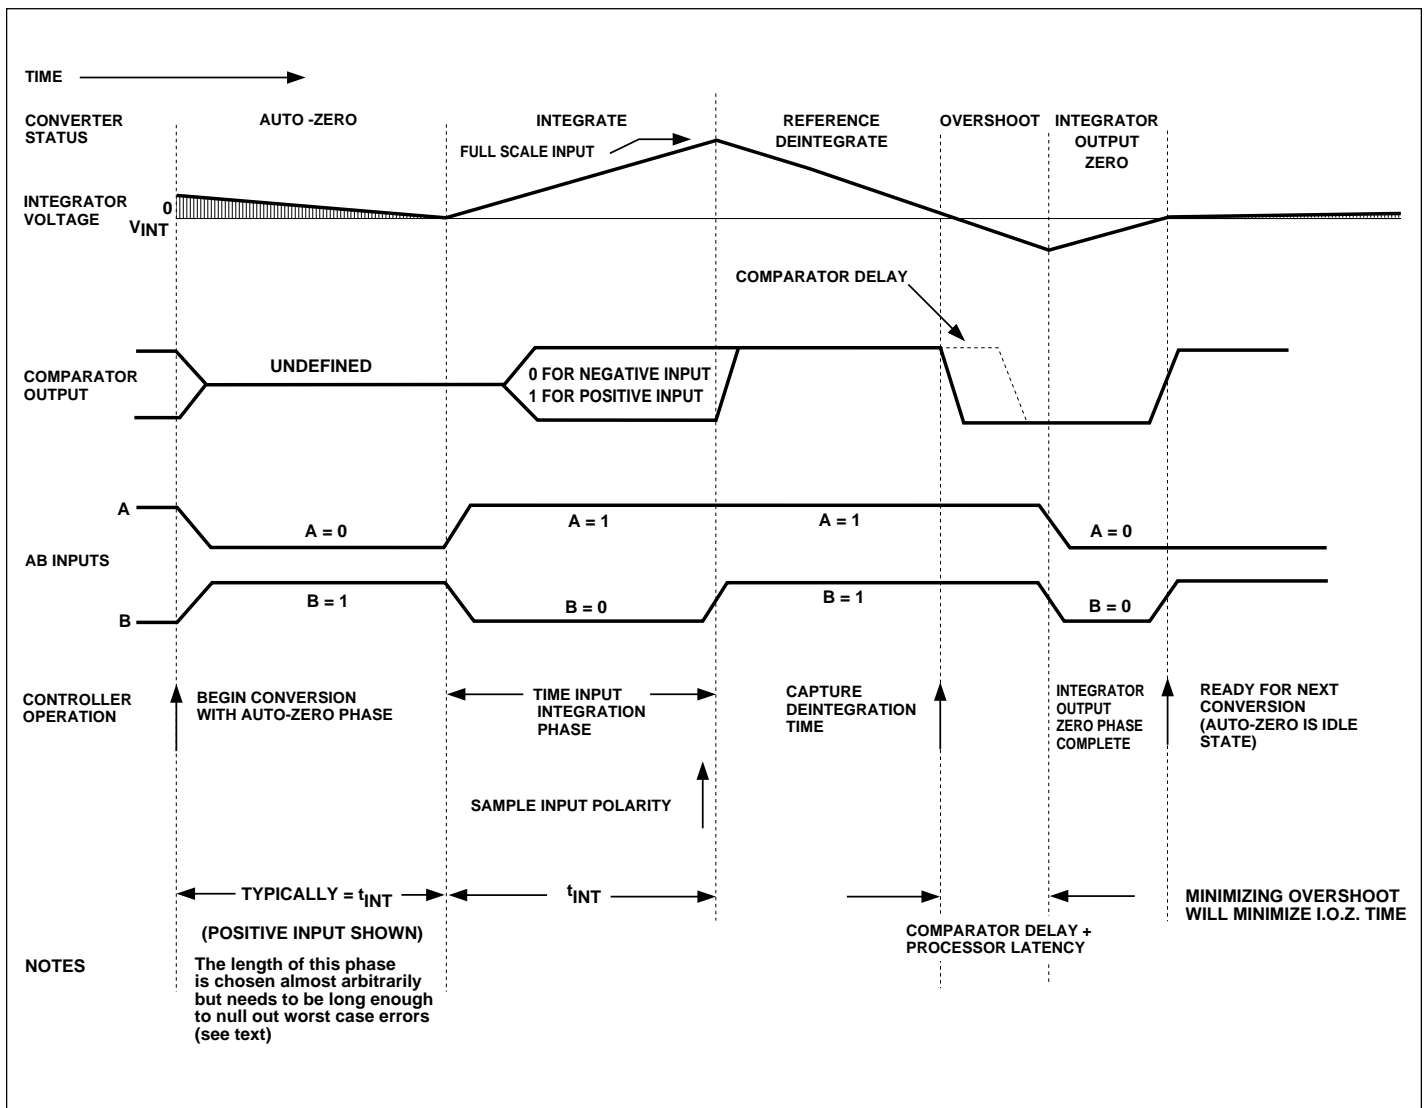 TIME
CONVERTER
STATUS
AUTO -ZERO
INTEGRATE
REFERENCE
DEINTEGRATE
OVERSHOOT
INTEGRATOR
OUTPUT
ZERO
FULL SCALE INPUT
INTEGRATOR
VOLTAGE
0
VINT
COMPARATOR DELAY
COMPARATOR
OUTPUT
UNDEFINED
0 FOR NEGATIVE INPUT
1 FOR POSITIVE INPUT
AB INPUTS
A
A = 0
A = 1
A = 1
A = 0
B
B = 1
B = 0
B = 1
B = 0
CONTROLLER
OPERATION
BEGIN CONVERSION
WITH AUTO-ZERO PHASE
TIME INPUT
INTEGRATION
PHASE
CAPTURE
DEINTEGRATION
TIME
INTEGRATOR
OUTPUT
ZERO PHASE
COMPLETE
READY FOR NEXT
CONVERSION
(AUTO-ZERO IS IDLE
STATE)
SAMPLE INPUT POLARITY
TYPICALLY = tINT
tINT
MINIMIZING OVERSHOOT
WILL MINIMIZE I.O.Z. TIME
(POSITIVE INPUT SHOWN)
COMPARATOR DELAY +
PROCESSOR LATENCY
NOTES
The length of this phase
is chosen almost arbitrarily
but needs to be long enough
to null out worst case errors
(see text)